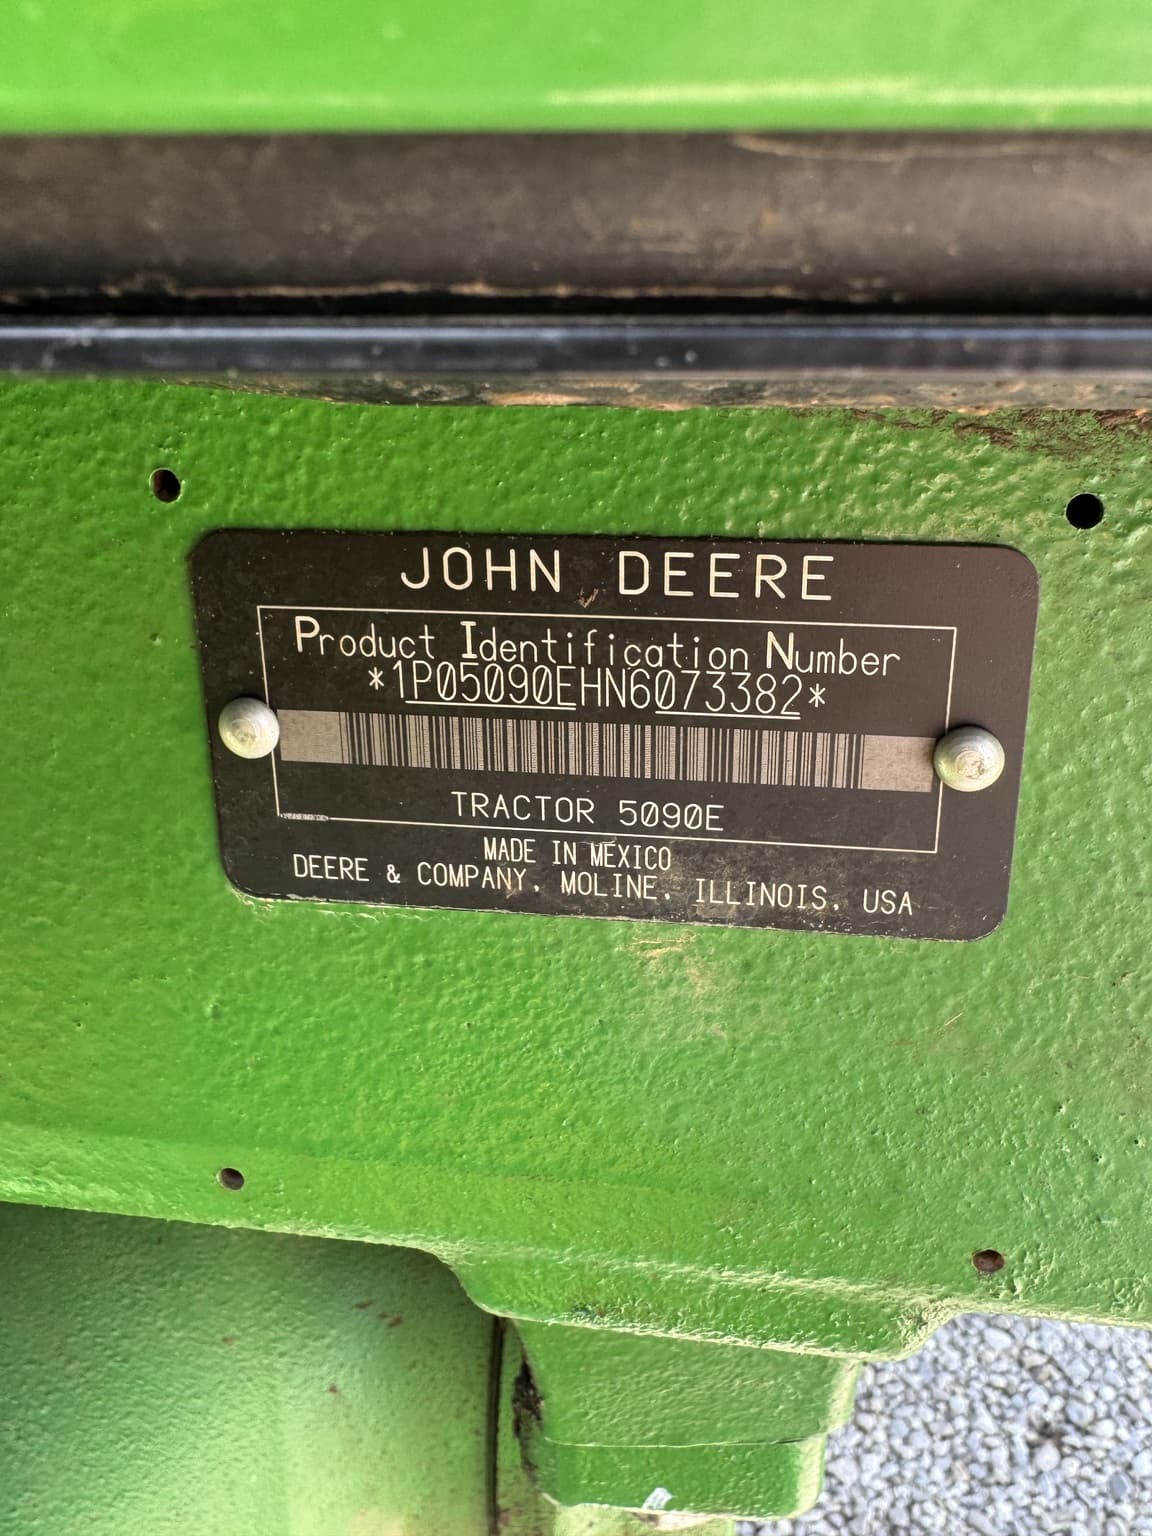 JOHN DEERE
Product Identification Number
*1P05090EHN6073382*
TRACTOR 5090E
MADE IN MEXICO
DEERE & COMPANY, MOLINE, ILLINOIS, USA